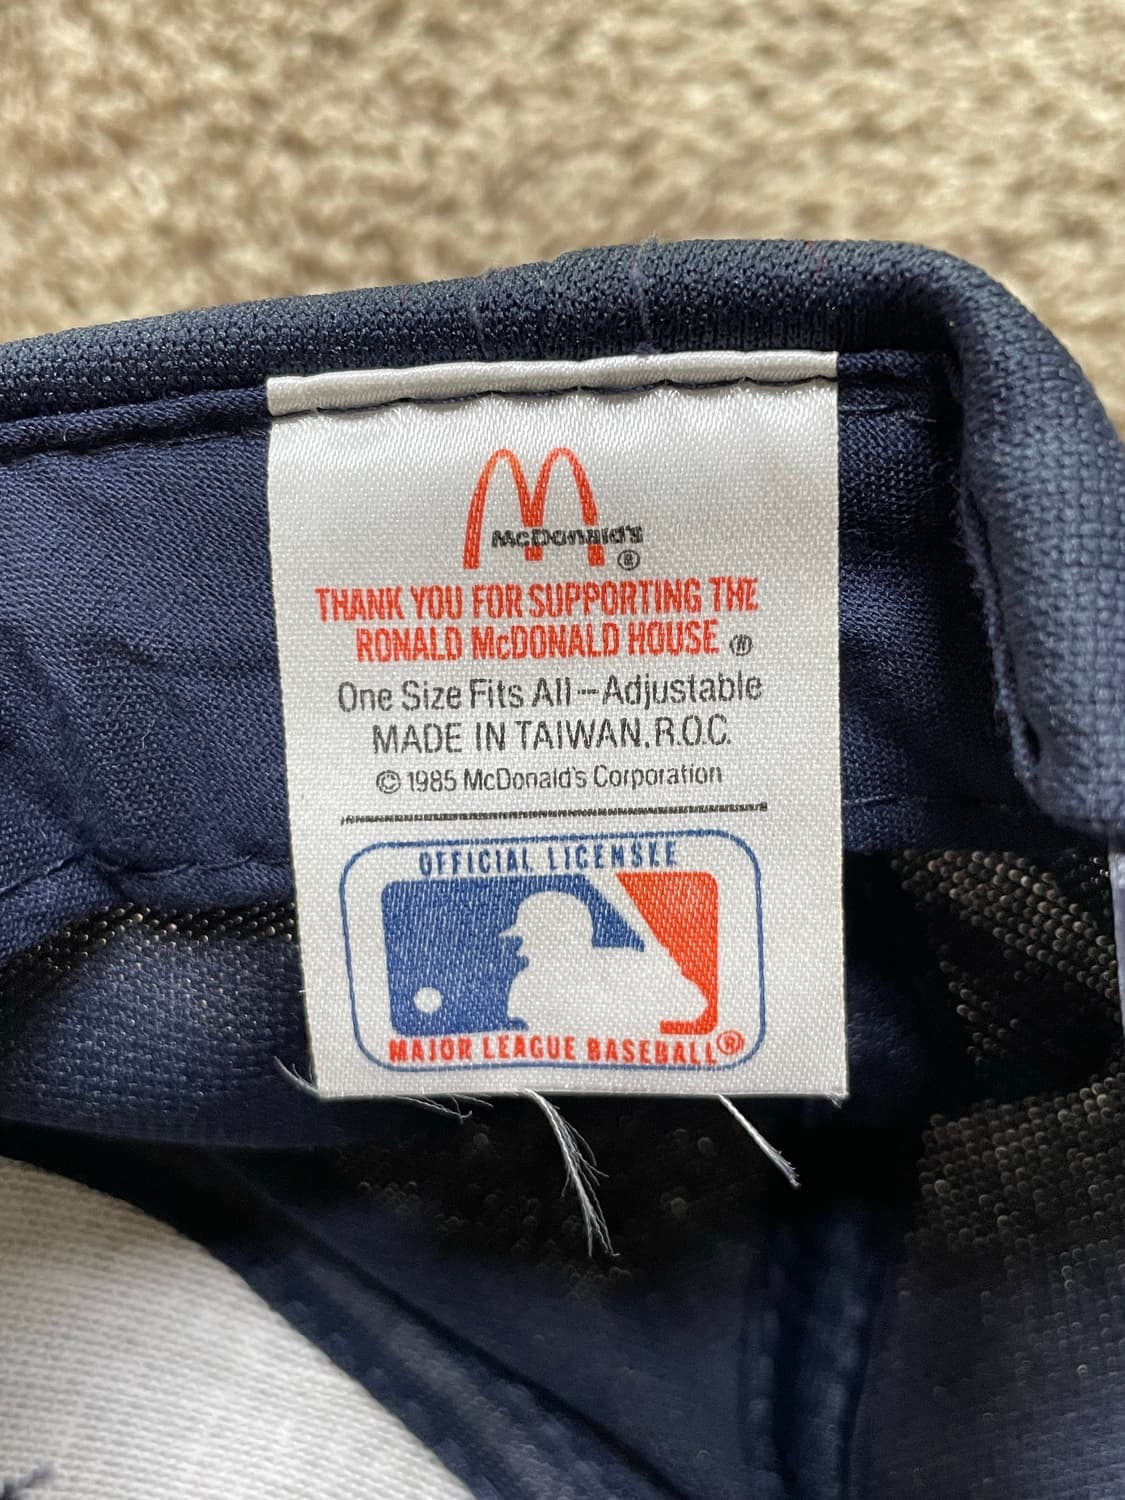 McDonald's
®
THANK YOU FOR SUPPORTING THE
RONALD McDONALD HOUSE ®
One Size Fits All--Adjustable
MADE IN TAIWAN, R.O.C.
© 1985 McDonald's Corporation
OFFICIAL LICENSEE
MAJOR LEAGUE BASEBALL®